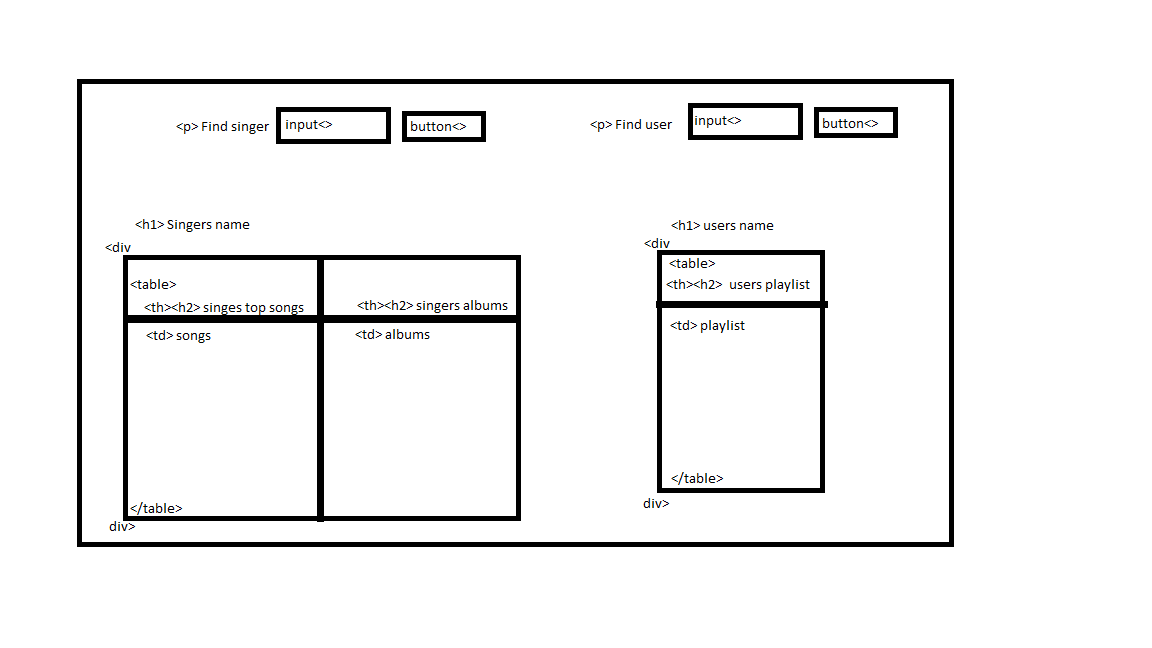 <p> Find singer
input<>
button<>
<p> Find user
input<>
button<>
<h1> Singers name
<div
<table>
<th><h2> singes top songs
<th><h2> singers albums
<td> songs
<td> albums
</table>
div>
<h1> users name
<div
<table>
<th><h2> users playlist
<td> playlist
</table>
div>